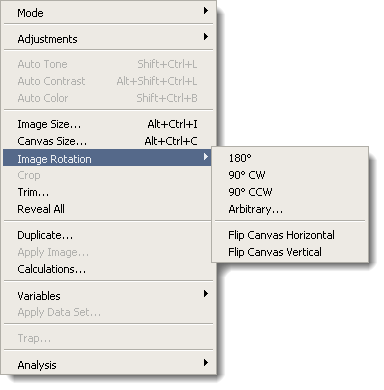 Mode
Adjustments
Auto Tone Shift+Ctrl+L
Auto Contrast Alt+Shift+Ctrl+L
Auto Color Shift+Ctrl+B
Image Size... Alt+Ctrl+I
Canvas Size... Alt+Ctrl+C
Image Rotation
180°
90° CW
90° CCW
Arbitrary...
Flip Canvas Horizontal
Flip Canvas Vertical
Crop
Trim...
Reveal All
Duplicate...
Apply Image...
Calculations...
Variables
Apply Data Set...
Trap...
Analysis